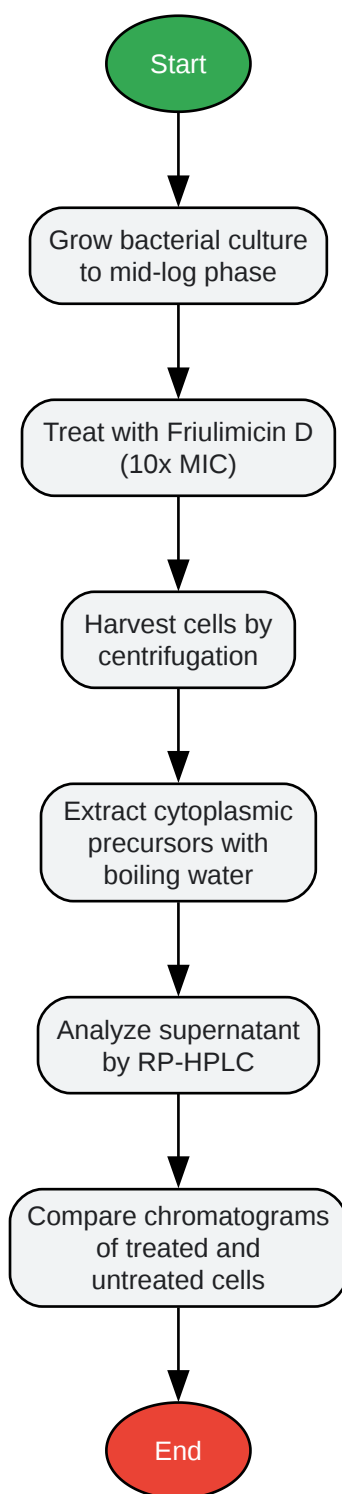 Start
Grow bacterial culture
to mid-log phase
Treat with Friulimicin D
(10x MIC)
Harvest cells by
centrifugation
Extract cytoplasmic
precursors with
boiling water
Analyze supernatant
by RP-HPLC
Compare chromatograms
of treated and
untreated cells
End